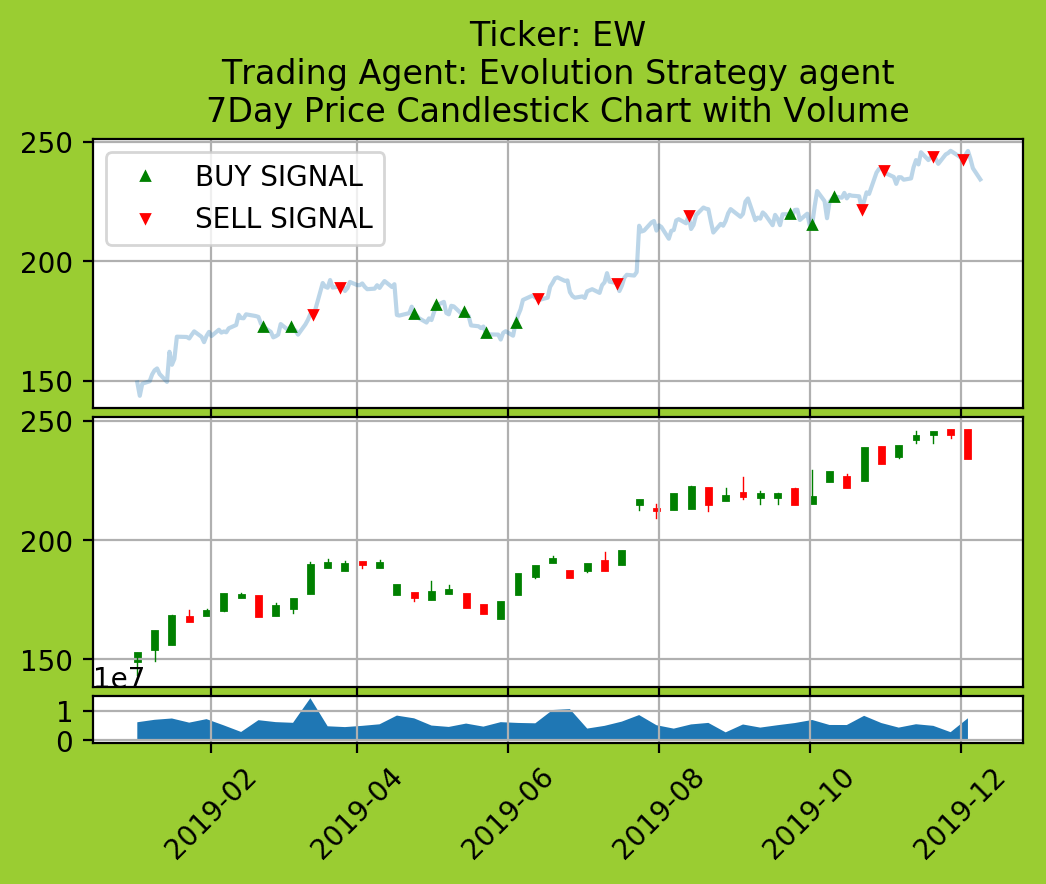 Ticker: EW
Trading Agent: Evolution Strategy agent
7Day Price Candlestick Chart with Volume
250
200
150
BUY SIGNAL
SELL SIGNAL
250
200
150
1e7
1
0
2019-02
2019-04
2019-06
2019-08
2019-10
2019-12